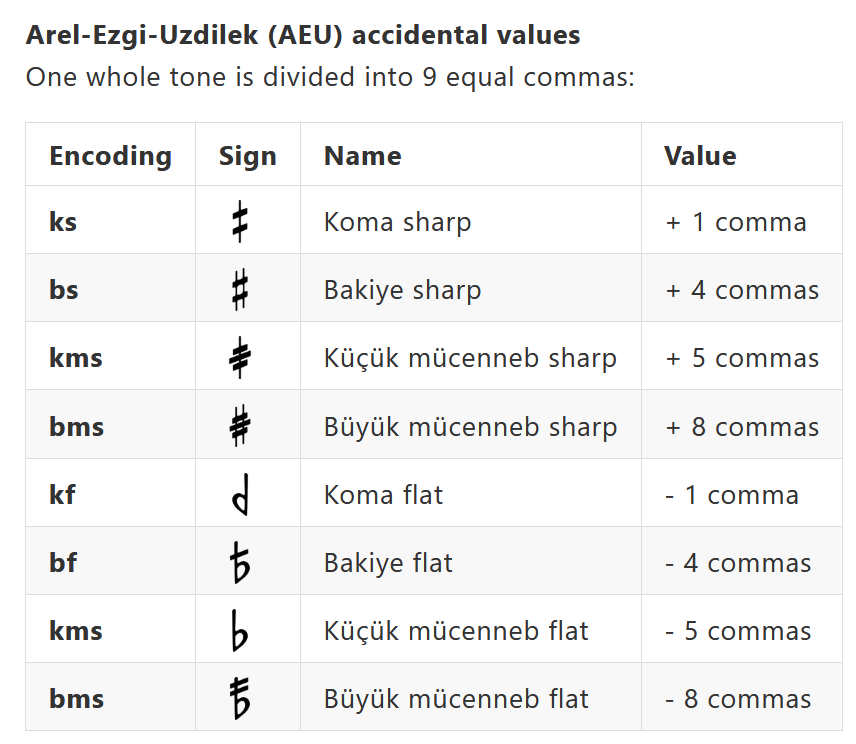 Arel-Ezgi-Uzdilek (AEU) accidental values
One whole tone is divided into 9 equal commas:
Encoding Sign Name Value
ks Koma sharp + 1 comma
bs Bakiye sharp + 4 commas
kms Küçük mücenneb sharp + 5 commas
bms Büyük mücenneb sharp + 8 commas
kf Koma flat - 1 comma
bf Bakiye flat - 4 commas
kms Küçük mücenneb flat - 5 commas
bms Büyük mücenneb flat - 8 commas